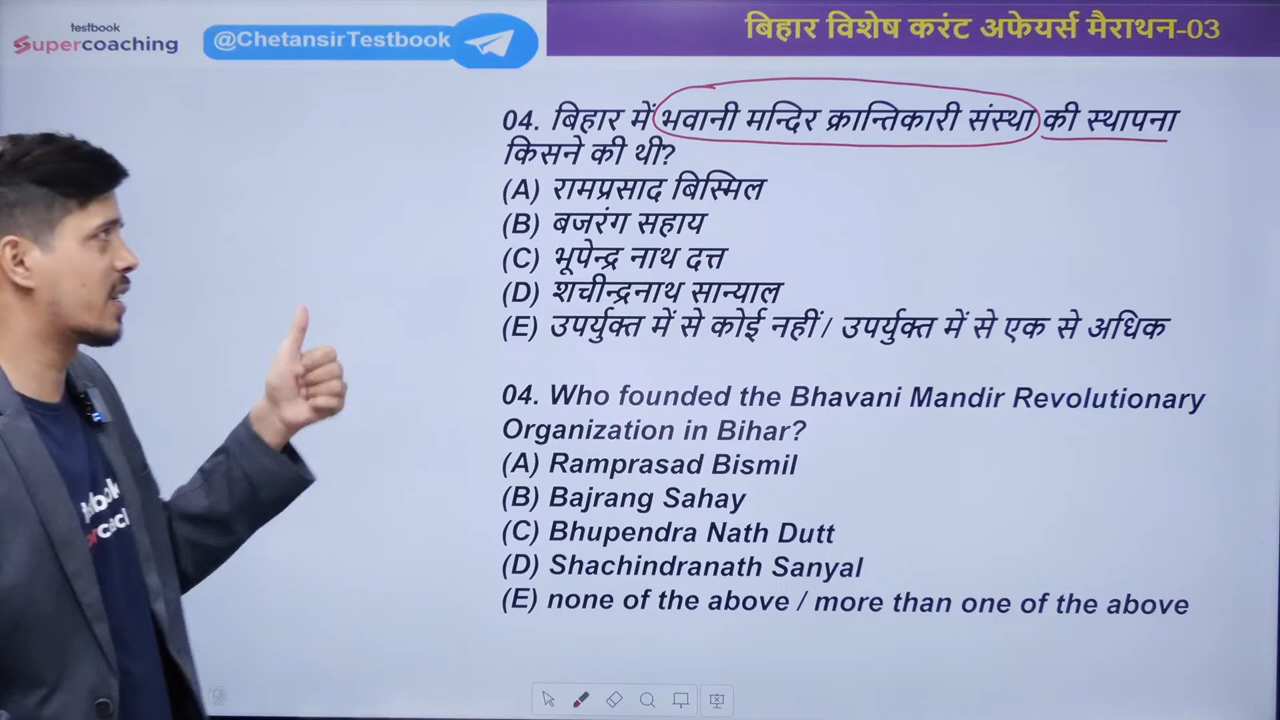 testbook
Supercoaching
@ChetansirTestbook
बिहार विशेष करंट अफेयर्स मैराथन-03
04. बिहार में भवानी मन्दिर क्रान्तिकारी संस्था की स्थापना
किसने की थी?
(A) रामप्रसाद बिस्मिल
(B) बजरंग सहाय
(C) भूपेन्द्र नाथ दत्त
(D) शचीन्द्रनाथ सान्याल
(E) उपर्युक्त में से कोई नहीं / उपर्युक्त में से एक से अधिक
04. Who founded the Bhavani Mandir Revolutionary
Organization in Bihar?
(A) Ramprasad Bismil
(B) Bajrang Sahay
(C) Bhupendra Nath Dutt
(D) Shachindranath Sanyal
(E) none of the above / more than one of the above